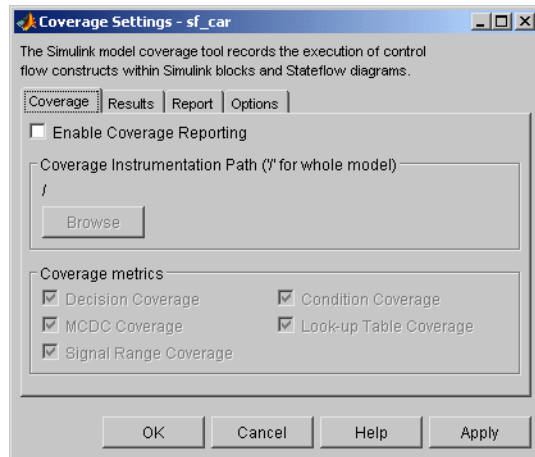 Coverage Settings - sf_car
The Simulink model coverage tool records the execution of control
flow constructs within Simulink blocks and Stateflow diagrams.
Coverage Results Report Options
Enable Coverage Reporting
Coverage Instrumentation Path ('/' for whole model)
/
Browse
Coverage metrics
Decision Coverage Condition Coverage
MCDC Coverage Look-up Table Coverage
Signal Range Coverage
OK Cancel Help Apply